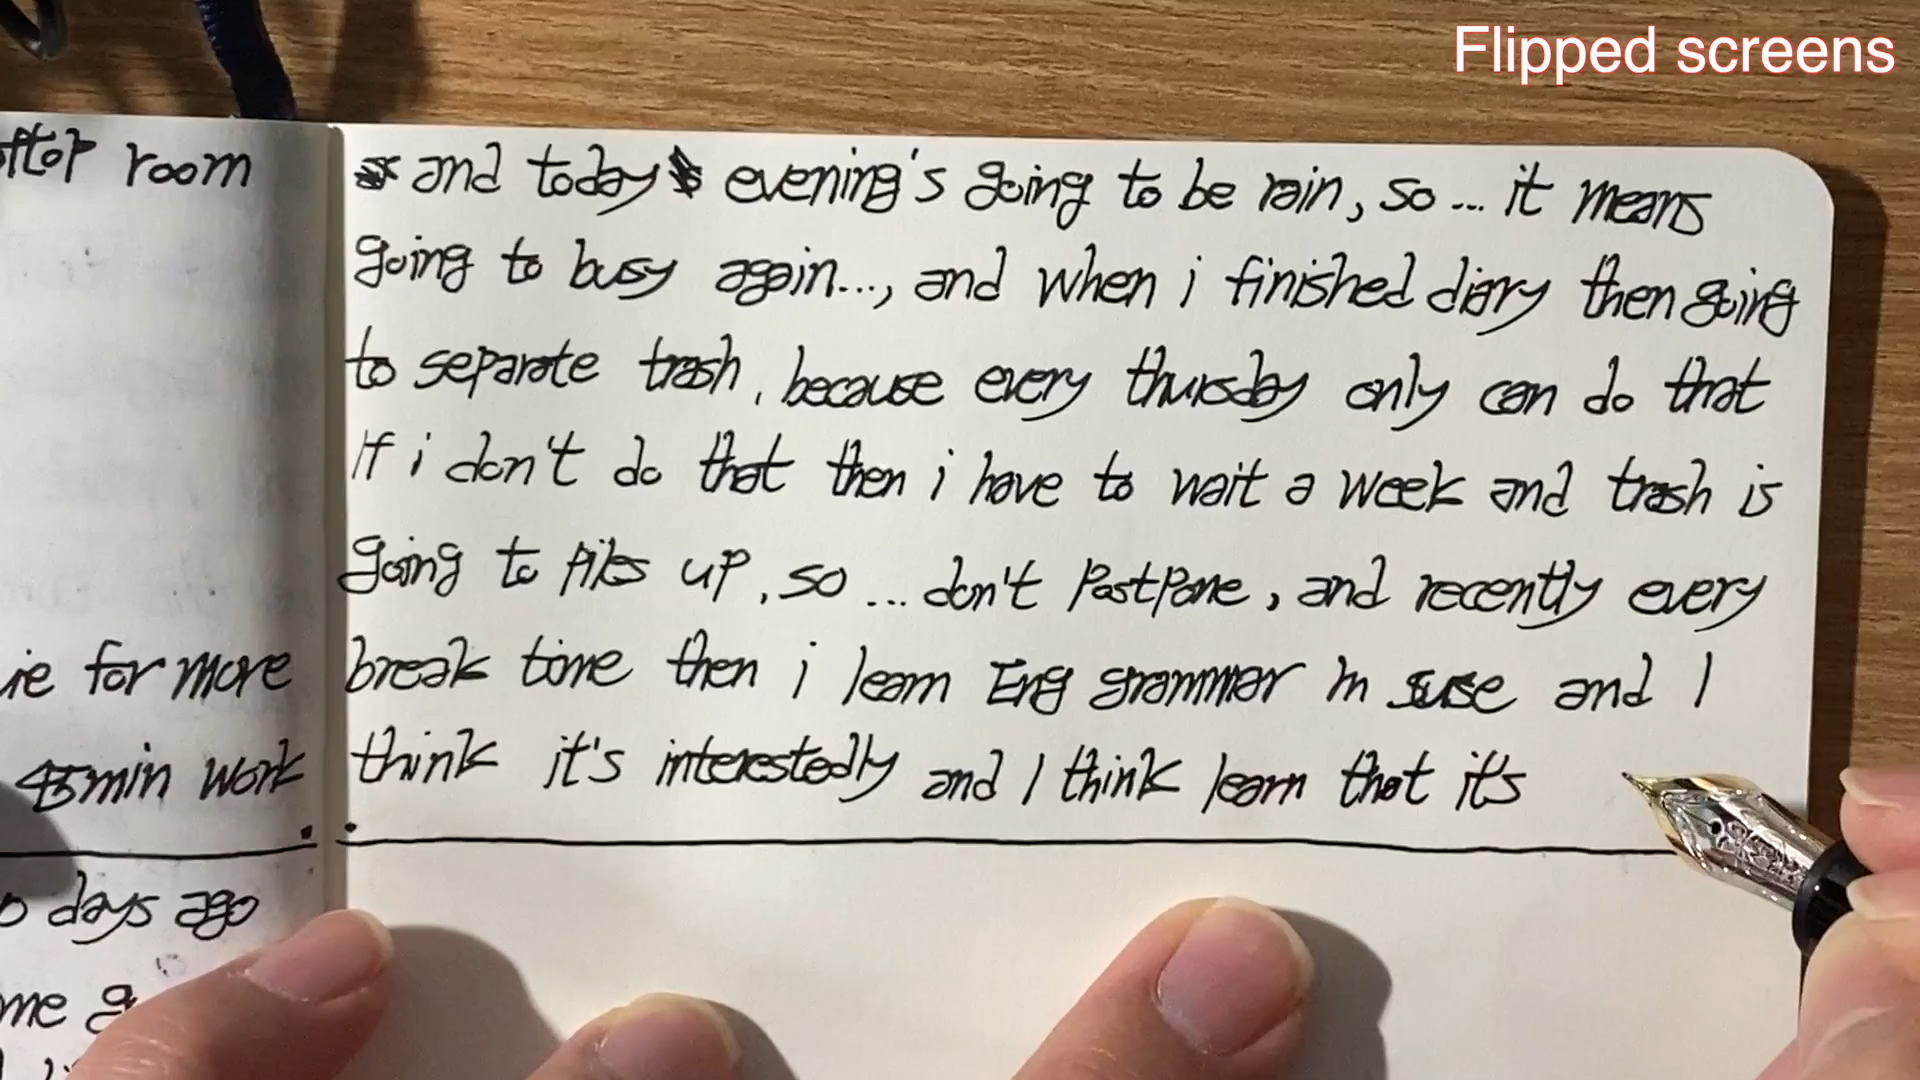 Flipped screens
room
for more
45min work
days ago
me
and today evening's going to be rain, so... it means
going to busy again..., and when i finished diary then going
to separate trash, because every thursday only can do that
If i don't do that then i have to wait a week and trash is
going to piles up, so ... don't Postpone, and recently every
break time then i learn Eng grammar in use and I
think it's interestedly and I think learn that it's